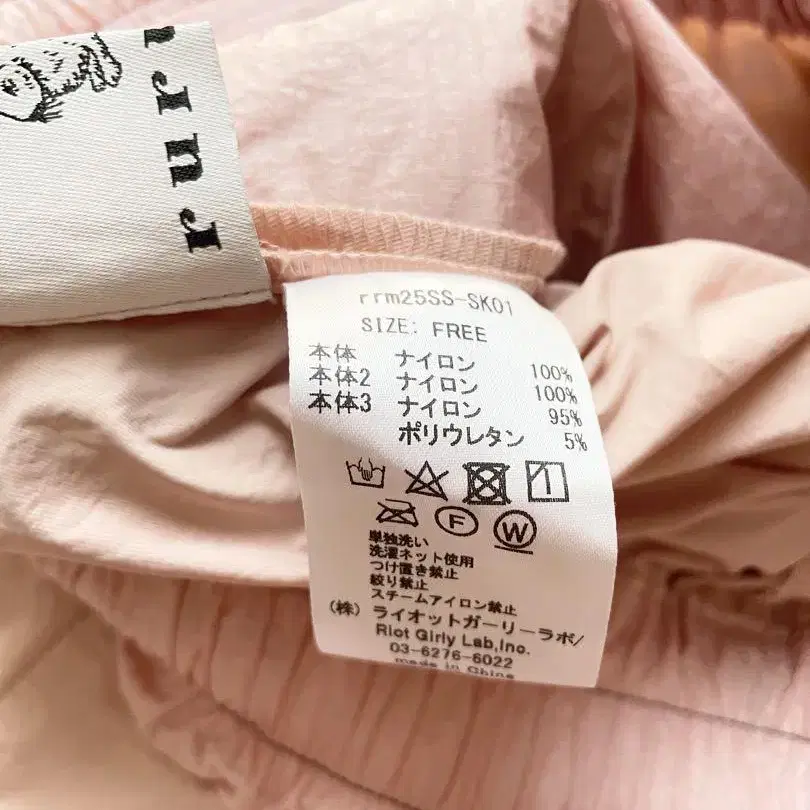 ruru
rrm25SS-SK01
SIZE: FREE
本体 ナイロン 100%
本体2 ナイロン 100%
本体3 ナイロン 95%
ポリウレタン 5%
F
W
単独洗い
洗濯ネット使用
つけ置き禁止
絞り禁止
スチームアイロン禁止
(株) ライオットガーリーラボ/
Riot Girly Lab,Inc.
03-6276-6022
made in China